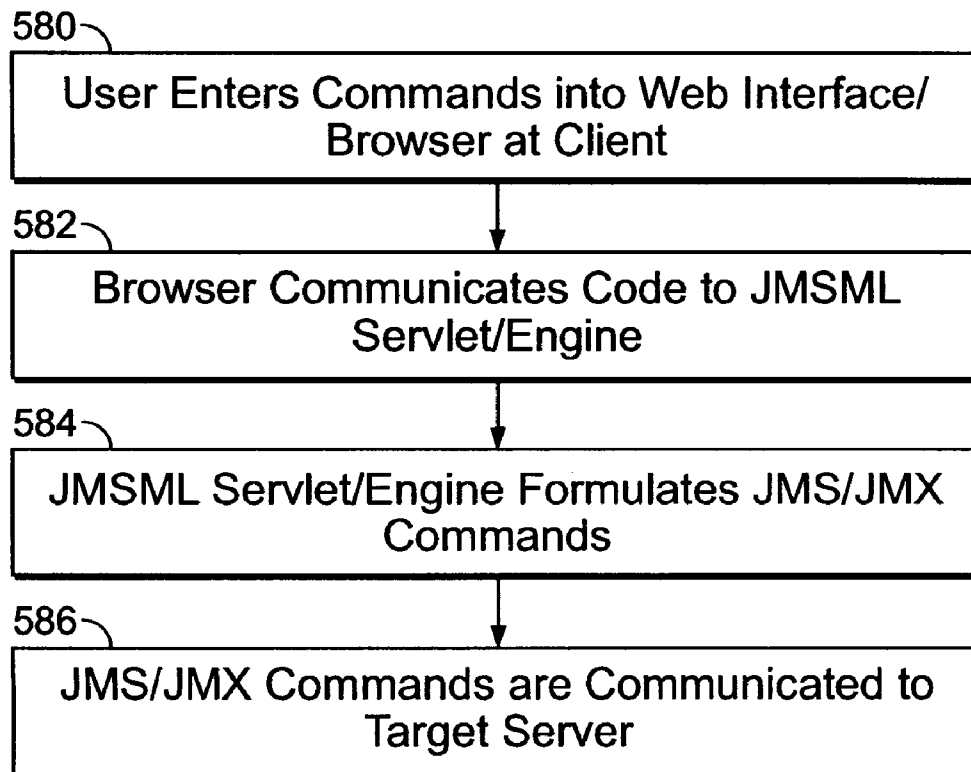 580
User Enters Commands into Web Interface/
Browser at Client
582
Browser Communicates Code to JMSML
Servlet/Engine
584
JMSML Servlet/Engine Formulates JMS/JMX
Commands
586
JMS/JMX Commands are Communicated to
Target Server